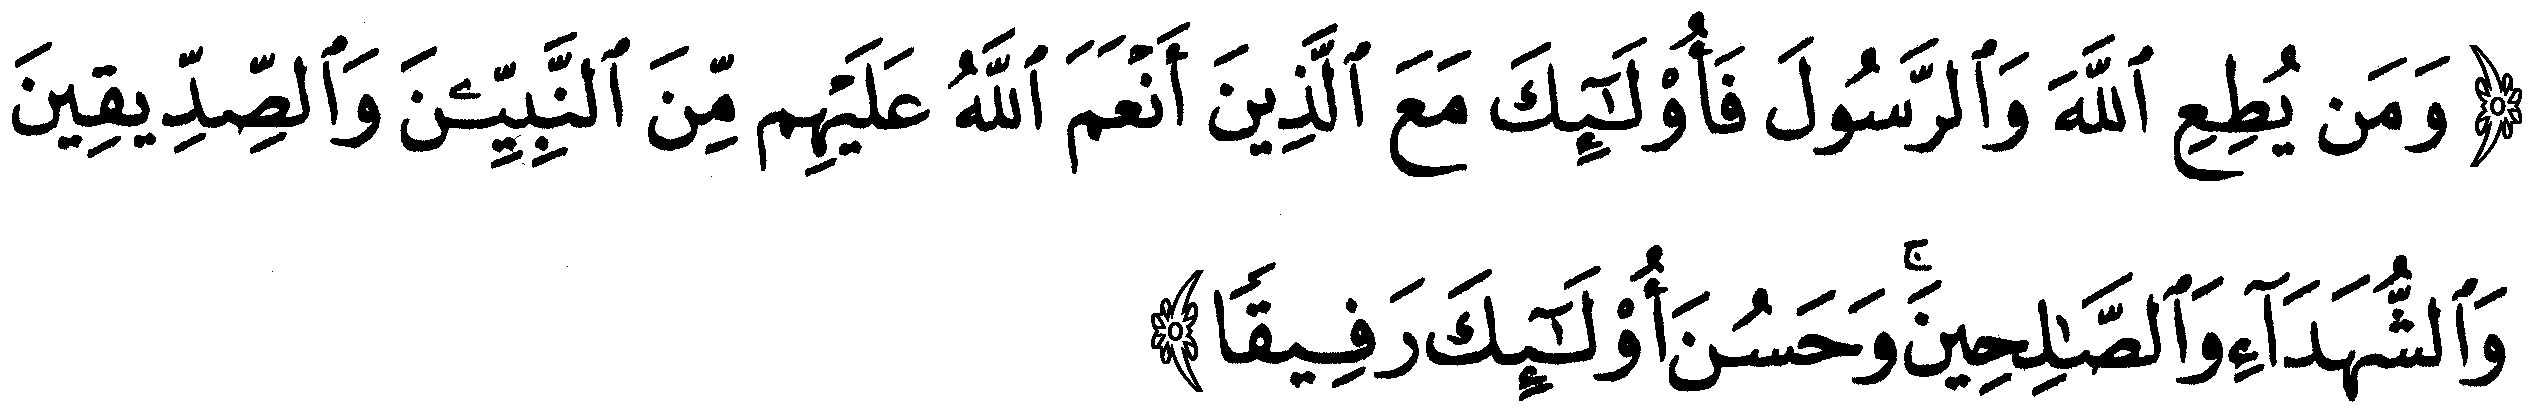 ﴿ وَمَن يُطِعِ ٱللَّهَ وَٱلرَّسُولَ فَأُوْلَـٰٓئِكَ مَعَ ٱلَّذِينَ أَنۡعَمَ ٱللَّهُ عَلَيۡهِم مِّنَ ٱلنَّبِيِّـۧنَ وَٱلصِّدِّيقِينَ
وَٱلشُّهَدَآءِ وَٱلصَّـٰلِحِينَۚ وَحَسُنَ أُوْلَـٰٓئِكَ رَفِيقًا ﴾